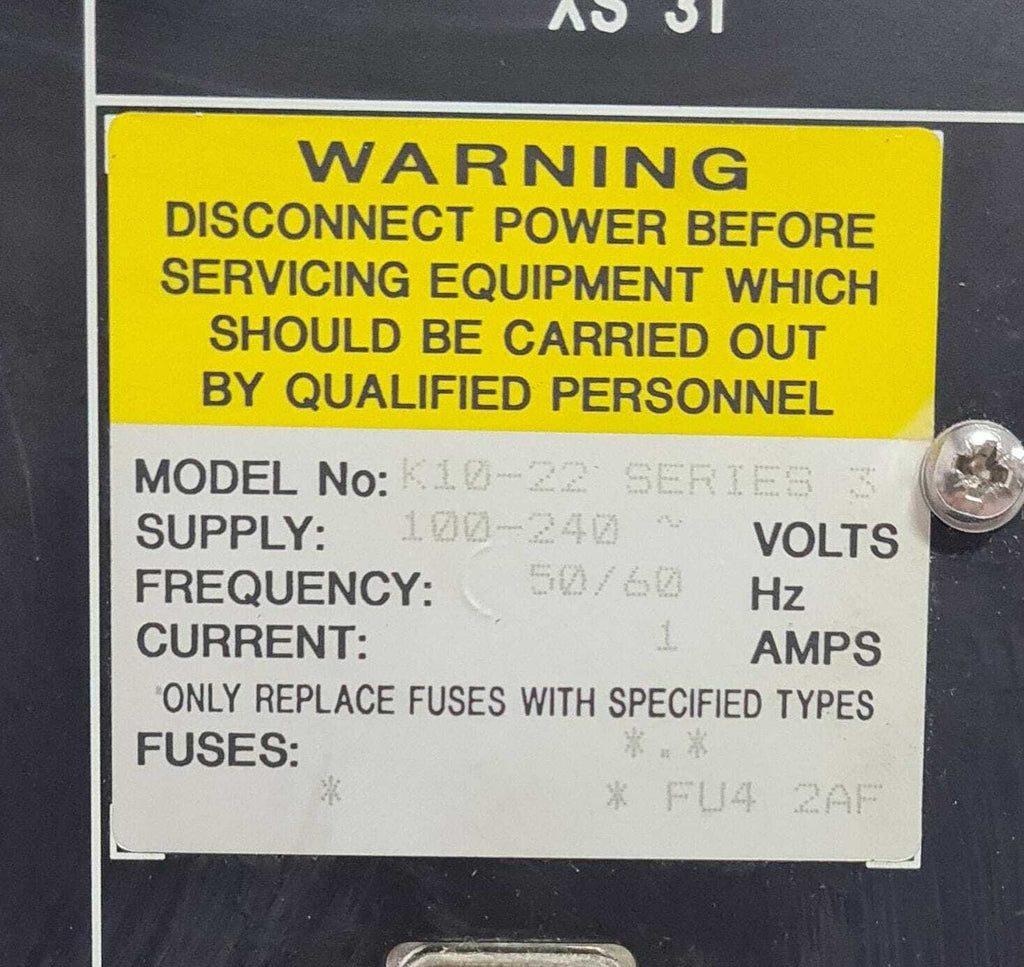 XS 31
WARNING
DISCONNECT POWER BEFORE
SERVICING EQUIPMENT WHICH
SHOULD BE CARRIED OUT
BY QUALIFIED PERSONNEL
MODEL No: K10-22 SERIES 3
SUPPLY: 100-240 ~ VOLTS
FREQUENCY: 50/60 Hz
CURRENT: 1 AMPS
ONLY REPLACE FUSES WITH SPECIFIED TYPES
FUSES: *.*
* * FU4 2AF